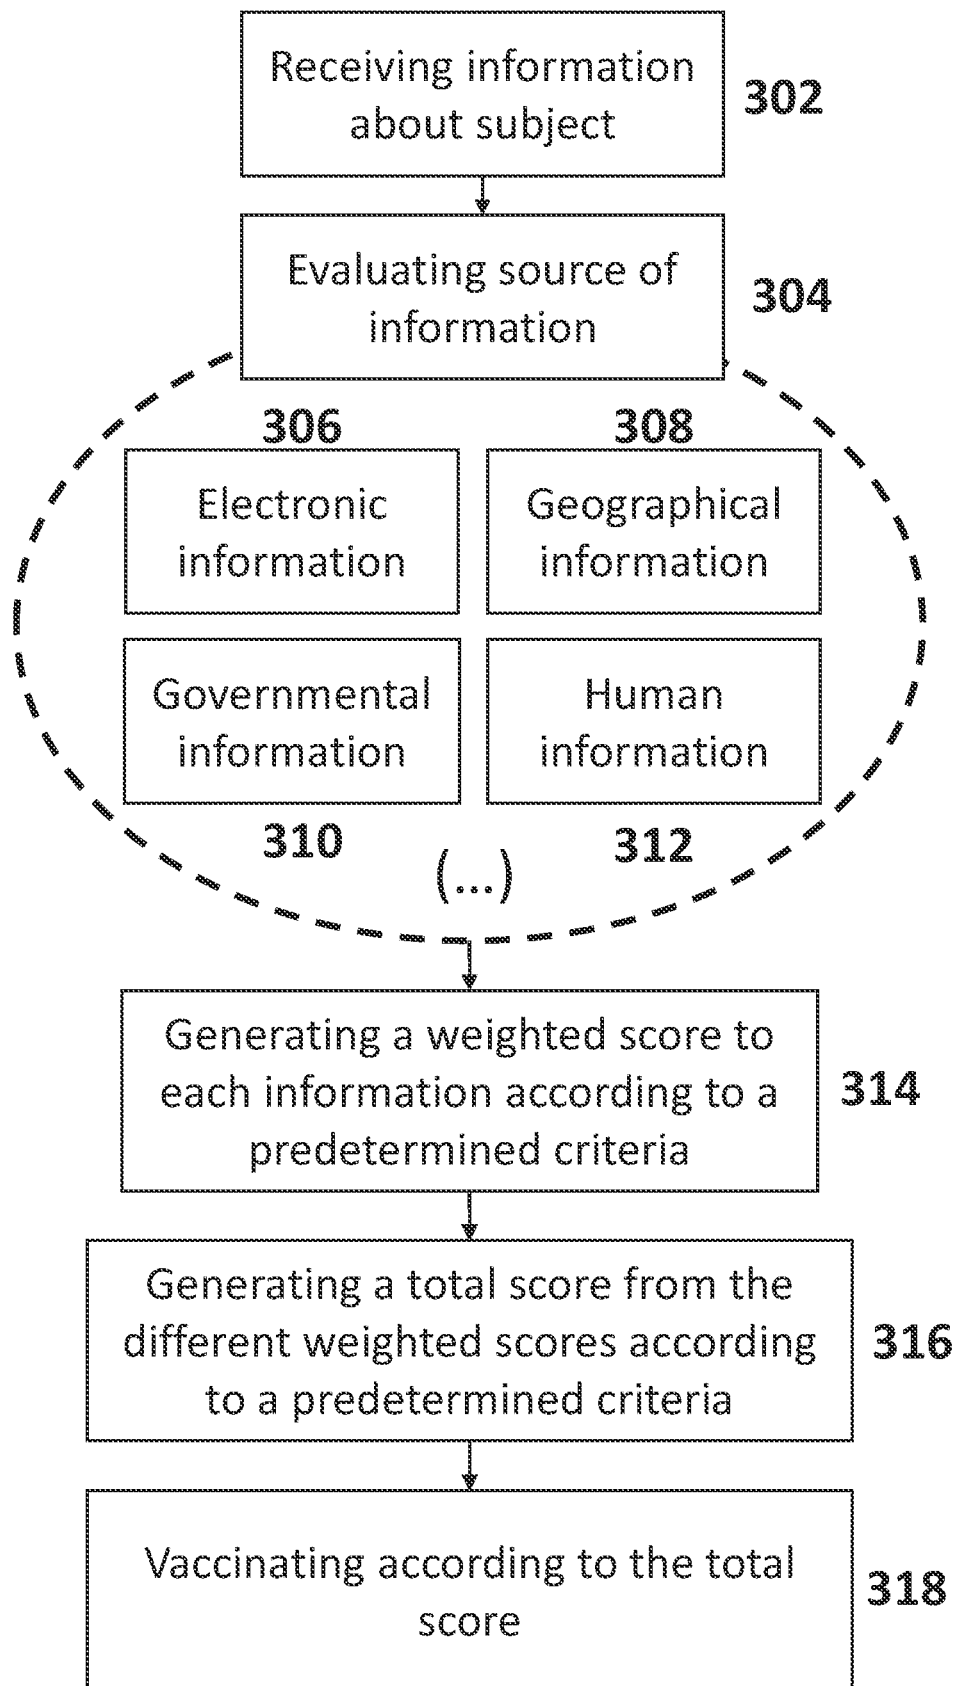 Receiving information
about subject
302
Evaluating source of
information
304
306
308
Electronic
information
Geographical
information
Governmental
information
Human
information
310
312
(...)
Generating a weighted score to
each information according to a
predetermined criteria
314
Generating a total score from the
different weighted scores according
to a predetermined criteria
316
Vaccinating according to the total
score
318